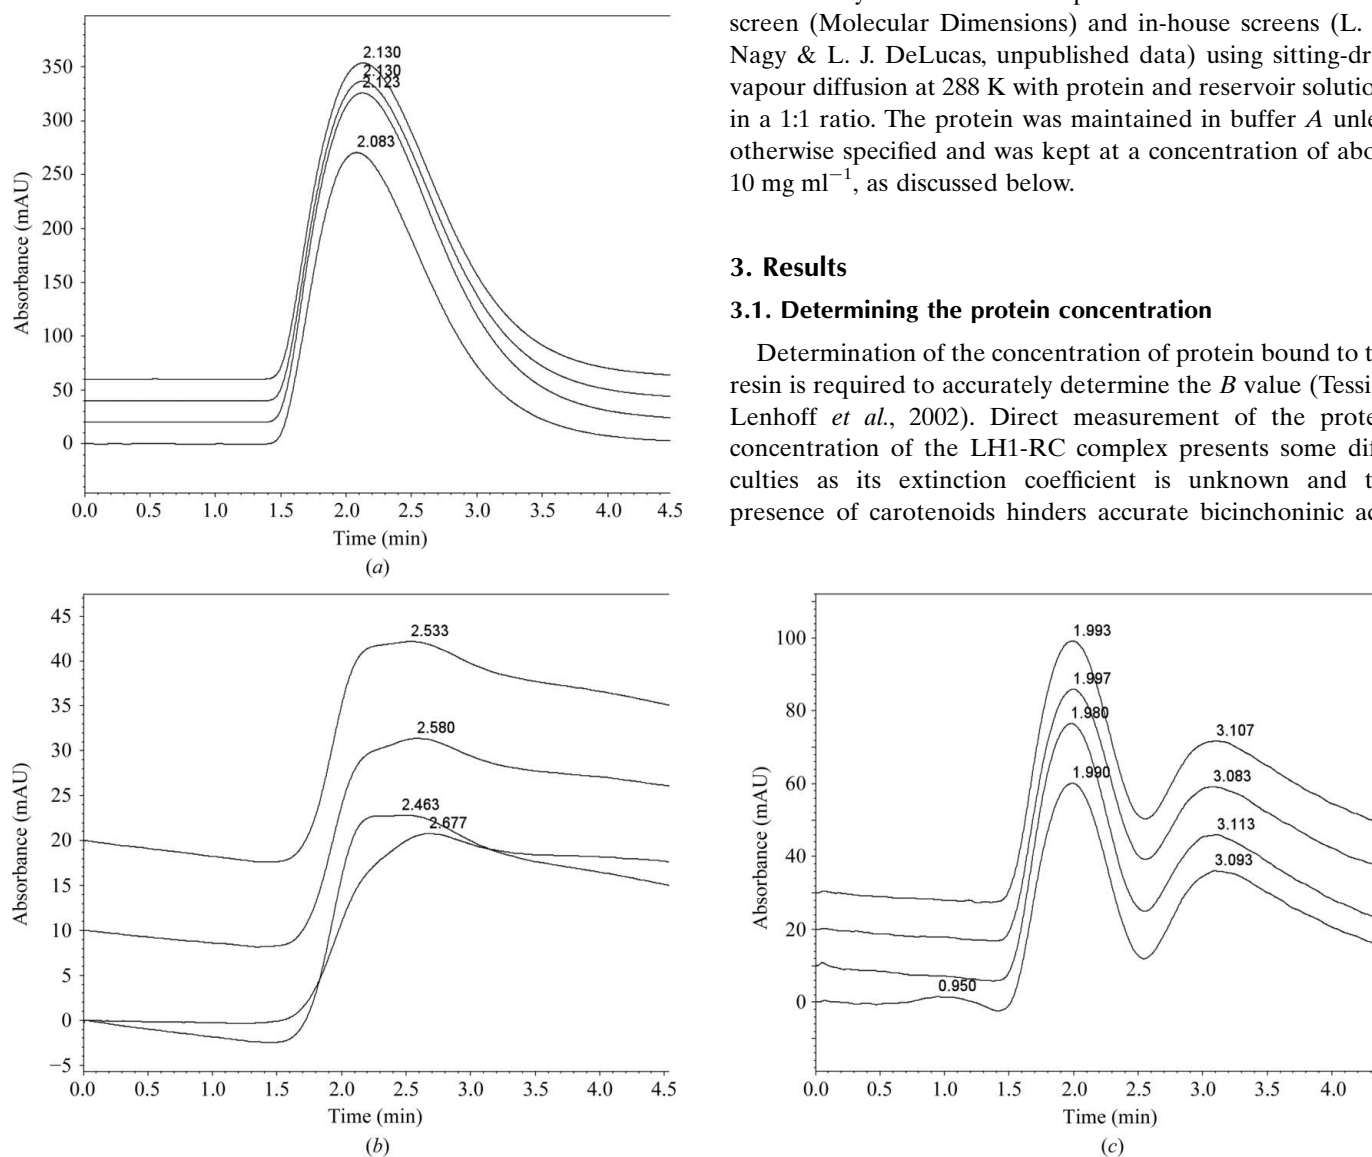 screen (Molecular Dimensions) and in-house screens (L.
Nagy & L. J. DeLucas, unpublished data) using
vapour diffusion at 288 K with protein and reservoir
in a 1:1 ratio. The protein was maintained in buffer A
otherwise specified and was kept at a concentration of
10 mg ml−1, as discussed below.
3. Results
3.1. Determining the protein concentration
Determination of the concentration of protein bound to
resin is required to accurately determine the B value
Lenhoff et al., 2002). Direct measurement of the
concentration of the LH1-RC complex presents some
culties as its extinction coefficient is unknown and
presence of carotenoids hinders accurate bicinchoninic
2.130
2.130
2.123
2.083
350
300
250
200
150
100
50
0
Absorbance (mAU)
0.0 0.5 1.0 1.5 2.0 2.5 3.0 3.5 4.0 4.5
Time (min)
(a)
2.533
2.580
2.463
2.677
45
40
35
30
25
20
15
10
5
0
−5
Absorbance (mAU)
0.0 0.5 1.0 1.5 2.0 2.5 3.0 3.5 4.0 4.5
Time (min)
(b)
1.993
1.997
1.980
1.990
3.107
3.083
3.113
3.093
0.950
100
80
60
40
20
0
Absorbance (mAU)
0.0 0.5 1.0 1.5 2.0 2.5 3.0 3.5 4.0
Time (min)
(c)